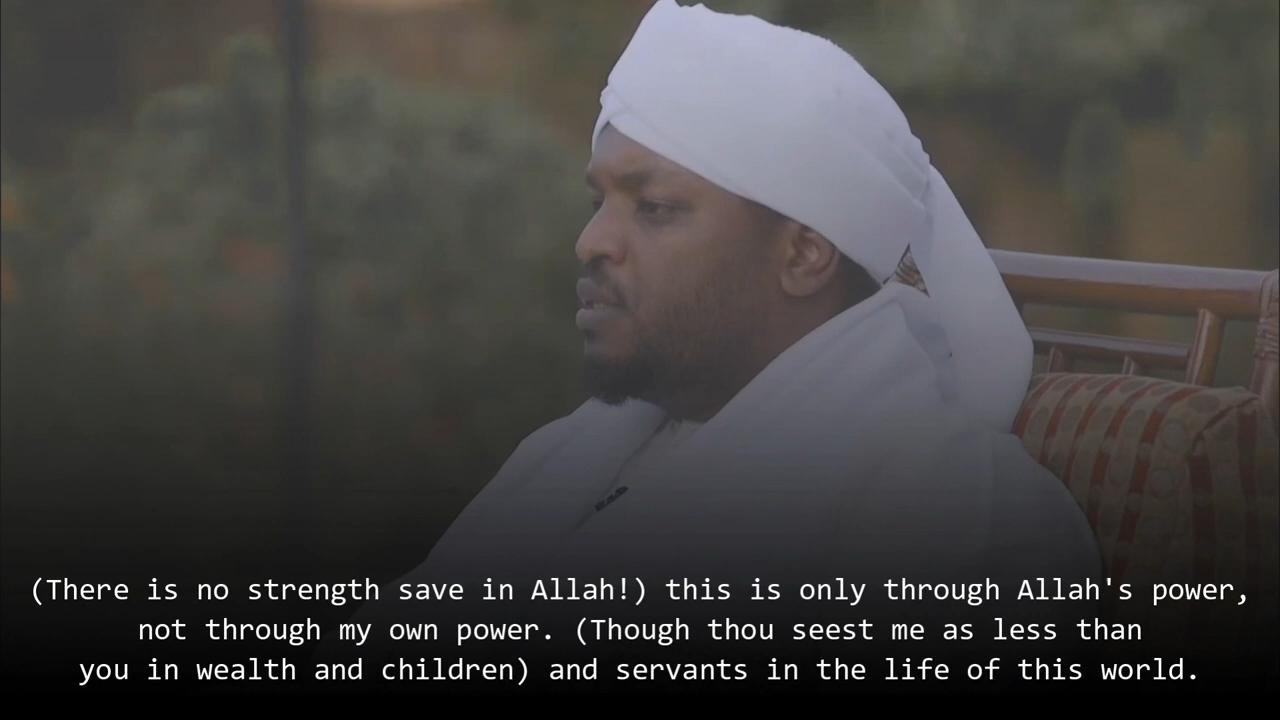 (There is no strength save in Allah!) this is only through Allah's power,
not through my own power. (Though thou seest me as less than
you in wealth and children) and servants in the life of this world.